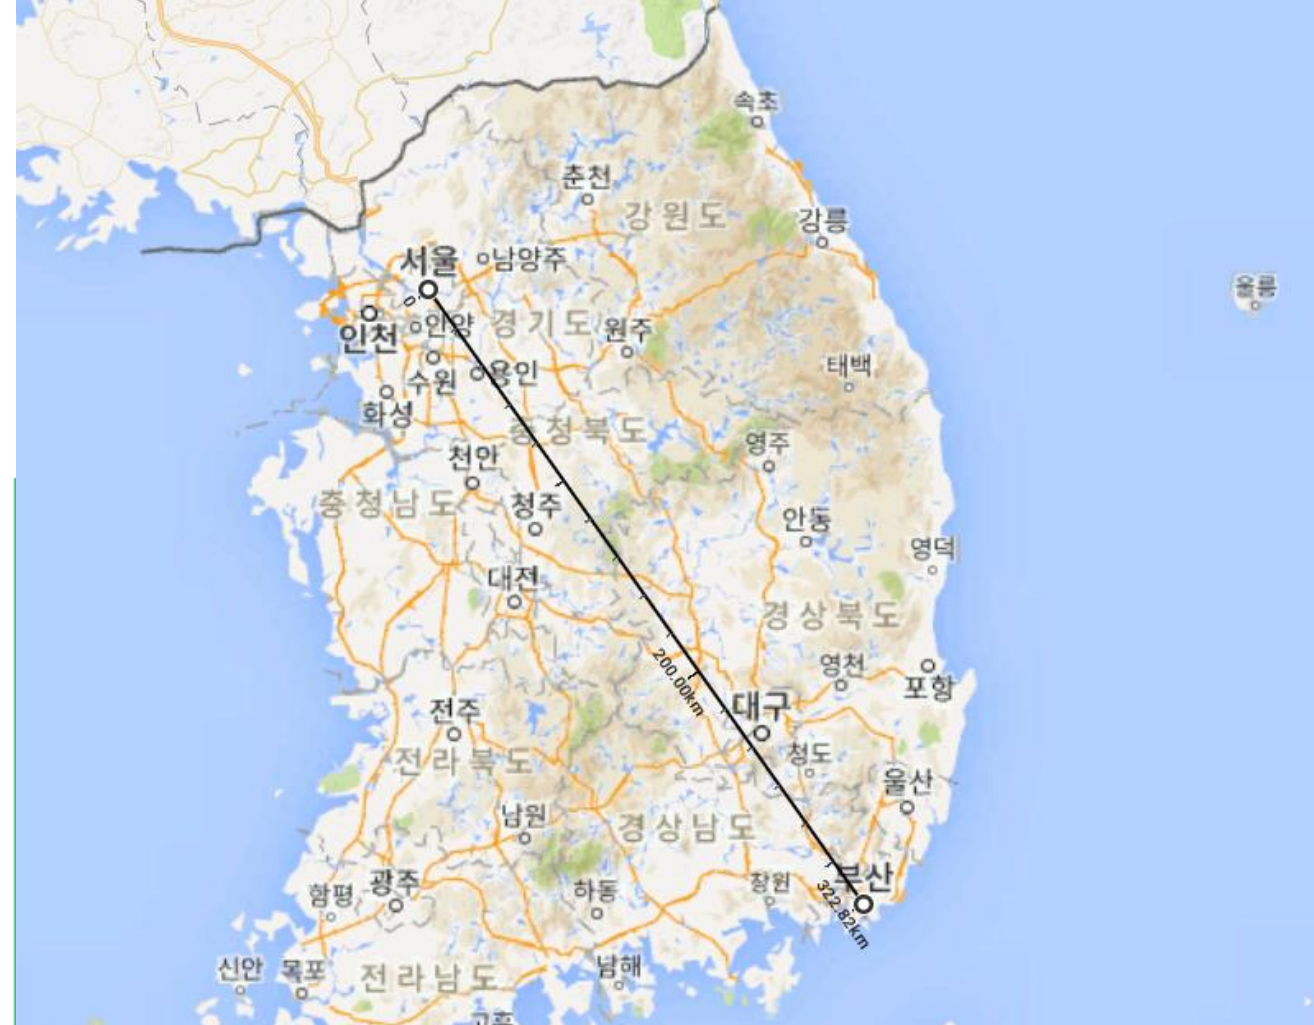 속초
춘천
강원도
강릉
서울
남양주
울릉
0
인천
안양
경기도
원주
용인
수원
태백
화성
충청북도
영주
천안
충청남도
청주
안동
영덕
대전
경상북도
영천
200.00km
포항
대구
전주
청도
전라북도
울산
남원
경상남도
부산
함평
광주
하동
창원
322.82km
신안
목포
전라남도
남해
고흥